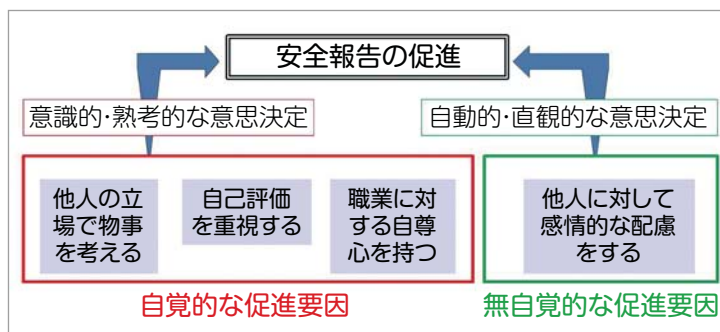 安全報告の促進
意識的・熟考的な意思決定
自動的・直観的な意思決定
他人の立
場で物事
を考える
自己評価
を重視する
職業に対
する自尊
心を持つ
他人に対して
感情的な配慮
をする
自覚的な促進要因
無自覚的な促進要因